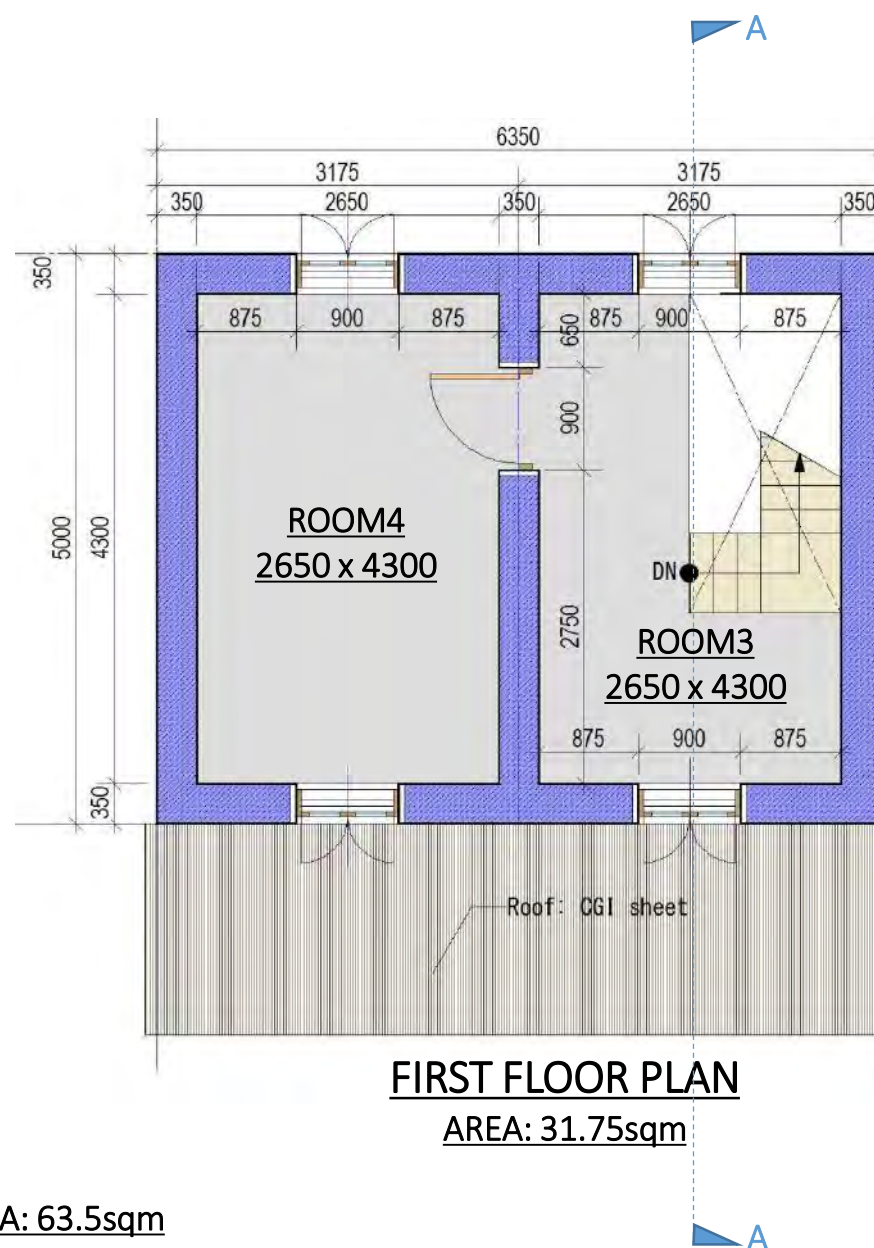 A
6350
3175 3175
350 2650 350 2650 350
350
875 900 875 875 900 875
650
900
ROOM4
2650 x 4300
5000
4300
DN
2750
ROOM3
2650 x 4300
875 900 875
350
Roof: CGI sheet
FIRST FLOOR PLAN
AREA: 31.75sqm
A: 63.5sqm
A